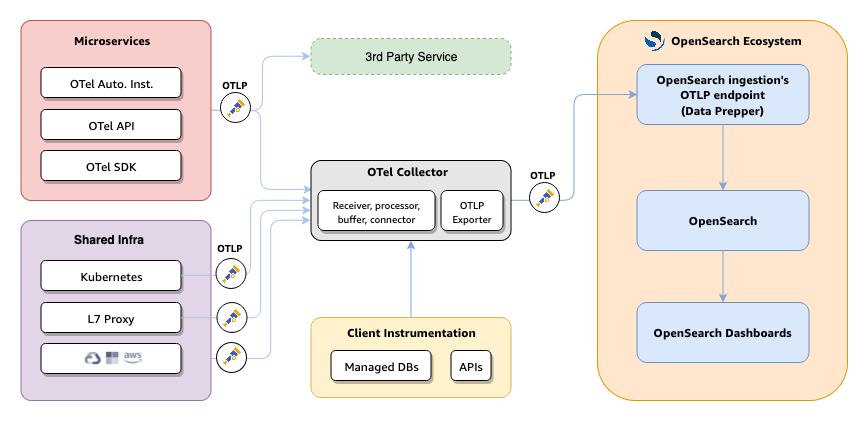 Microservices
OTel Auto. Inst.
OTel API
OTel SDK
OTLP
3rd Party Service
OTel Collector
Receiver, processor,
buffer, connector
OTLP
Exporter
OTLP
Shared Infra
Kubernetes
L7 Proxy
aws
OTLP
Client Instrumentation
Managed DBs
APIs
OpenSearch Ecosystem
OpenSearch ingestion's
OTLP endpoint
(Data Prepper)
OpenSearch
OpenSearch Dashboards